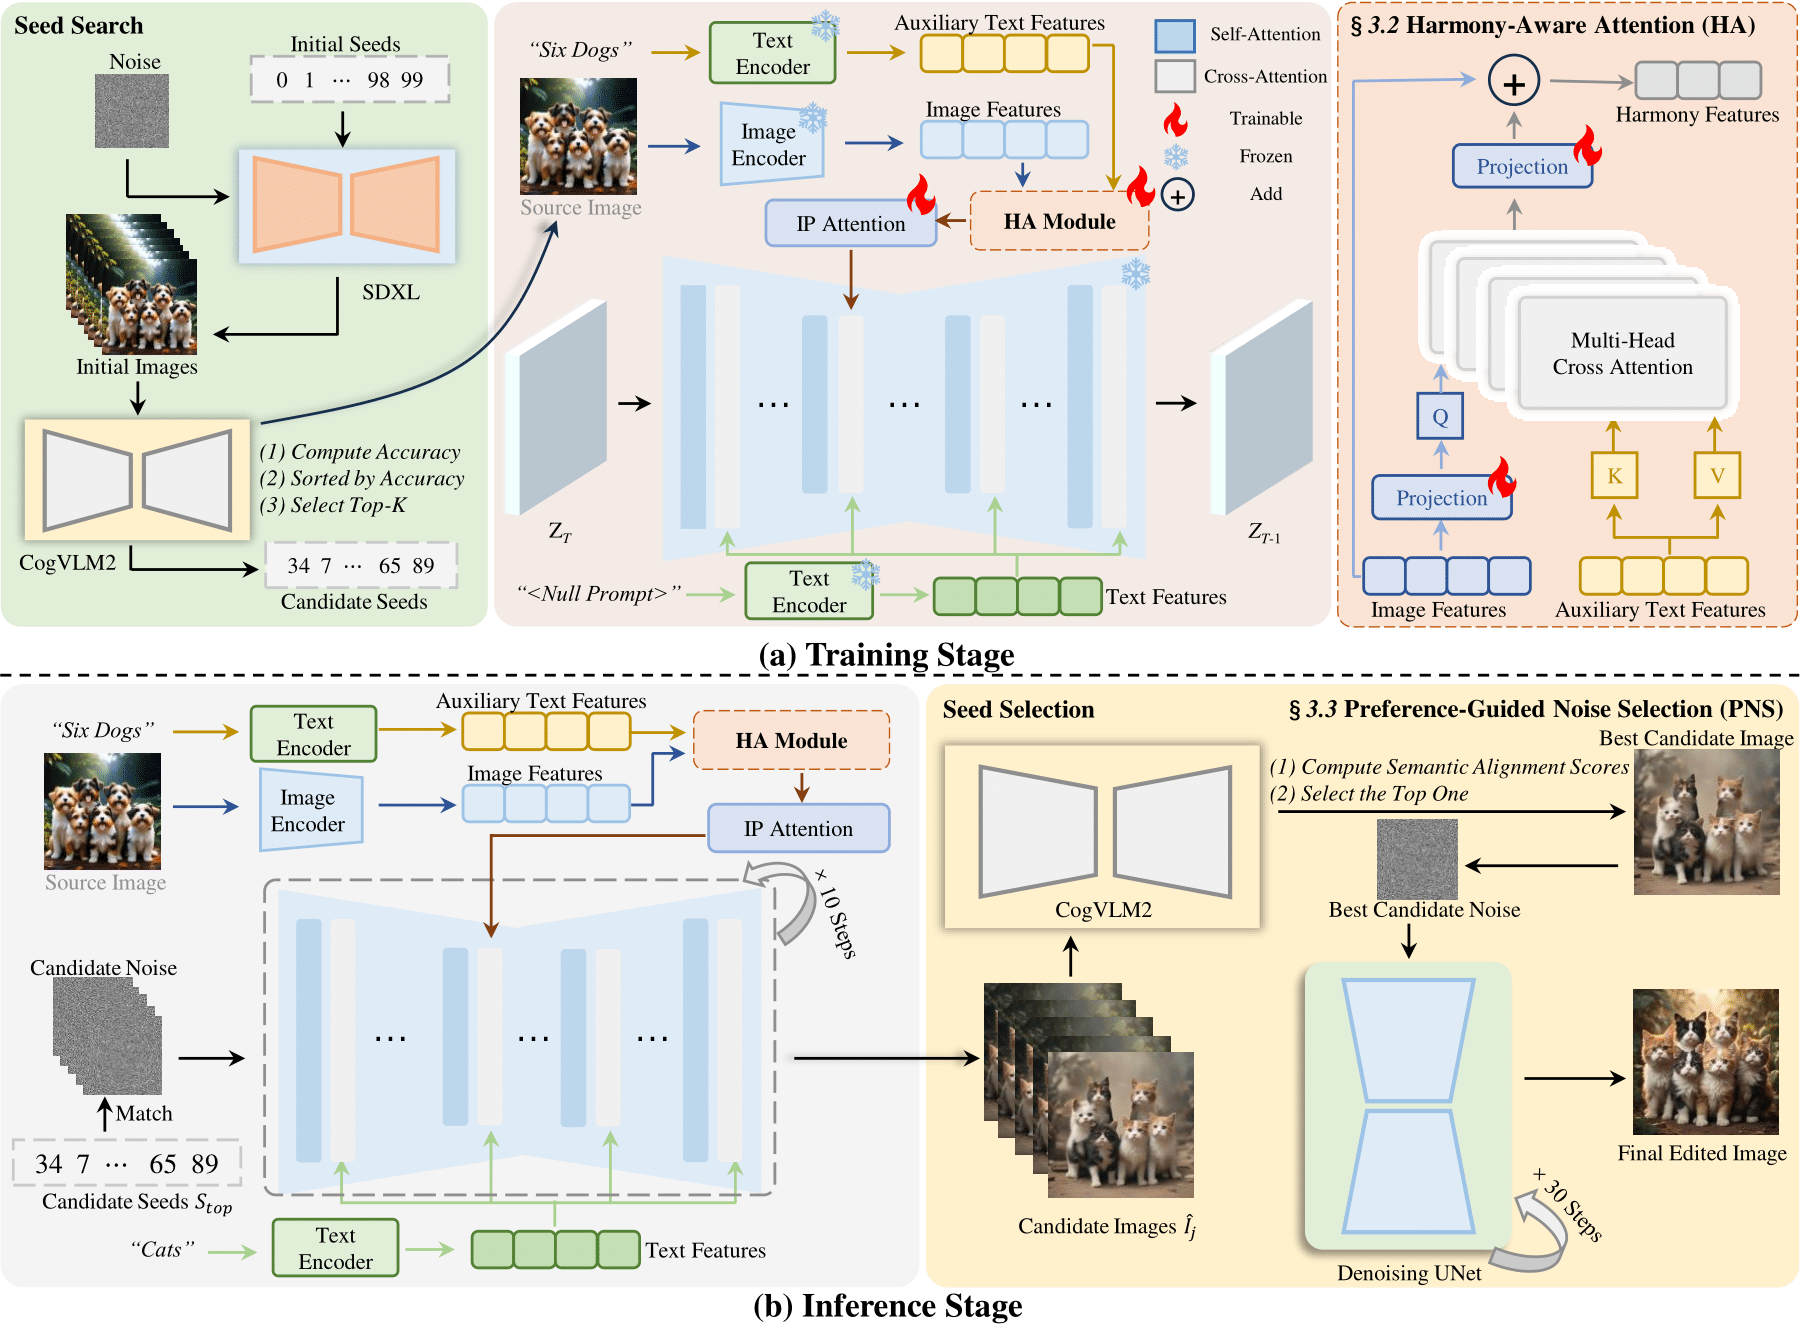 Seed Search
Noise
Initial Seeds
0 1 ··· 98 99
SDXL
Initial Images
(1) Compute Accuracy
(2) Sorted by Accuracy
(3) Select Top-K
CogVLM2
34 7 ··· 65 89
Candidate Seeds
“Six Dogs”
Text
Encoder
Auxiliary Text Features
Source Image
Image
Encoder
Image Features
IP Attention
HA Module
Self-Attention
Cross-Attention
Trainable
Frozen
Add
Z_T
···
···
···
Z_{T-1}
“<Null Prompt>”
Text
Encoder
Text Features
§ 3.2 Harmony-Aware Attention (HA)
Harmony Features
Projection
Multi-Head
Cross Attention
Q
K
V
Projection
Image Features
Auxiliary Text Features
(a) Training Stage
“Six Dogs”
Text
Encoder
Auxiliary Text Features
HA Module
Source Image
Image
Encoder
Image Features
IP Attention
× 10 Steps
Candidate Noise
···
···
···
Match
34 7 ··· 65 89
Candidate Seeds S_{top}
“Cats”
Text
Encoder
Text Features
Seed Selection
§ 3.3 Preference-Guided Noise Selection (PNS)
CogVLM2
(1) Compute Semantic Alignment Scores
(2) Select the Top One
Best Candidate Image
Best Candidate Noise
Candidate Images Î_j
Final Edited Image
× 30 Steps
Denoising UNet
(b) Inference Stage